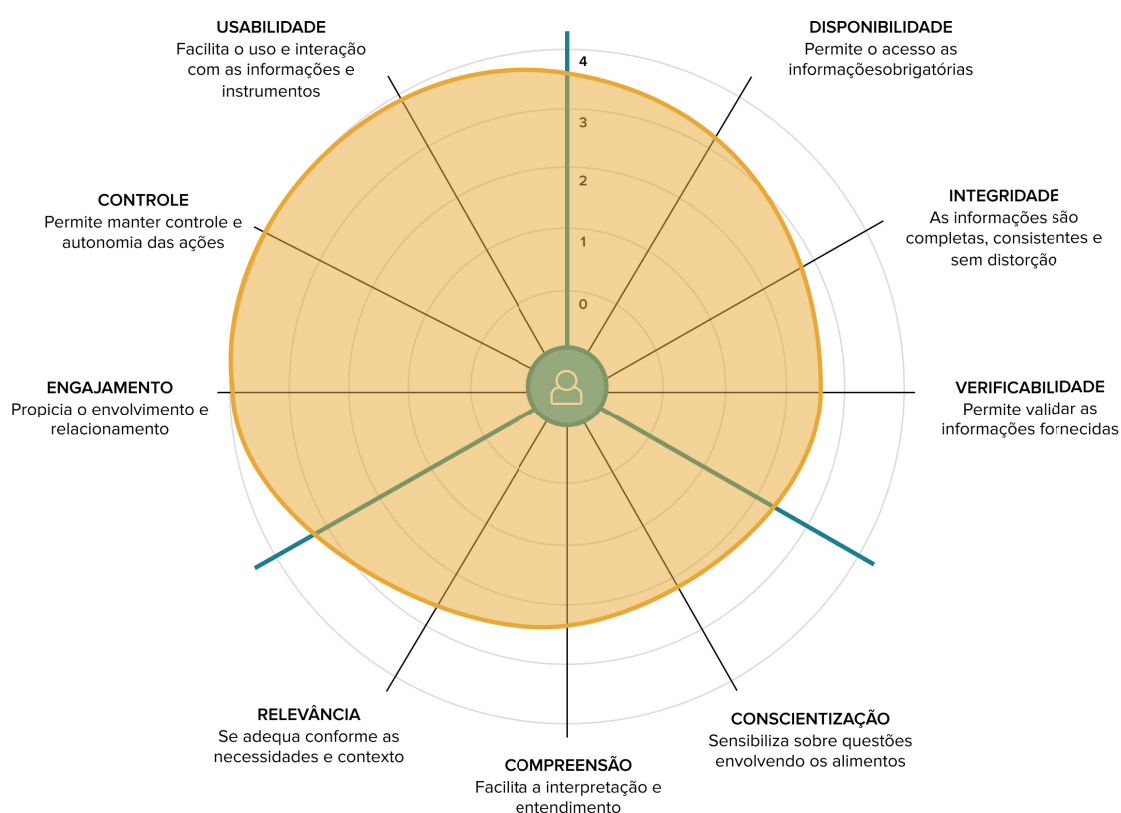 USABILIDADE
Facilita o uso e interação
com as informações e
instrumentos
DISPONIBILIDADE
Permite o acesso as
informaçõesobrigatórias
4
3
2
1
0
CONTROLE
Permite manter controle e
autonomia das ações
INTEGRIDADE
As informações são
completas, consistentes e
sem distorção
ENGAJAMENTO
Propicia o envolvimento e
relacionamento
VERIFICABILIDADE
Permite validar as
informações fornecidas
RELEVÂNCIA
Se adequa conforme as
necessidades e contexto
COMPREENSÃO
Facilita a interpretação e
entendimento
CONSCIENTIZAÇÃO
Sensibiliza sobre questões
envolvendo os alimentos